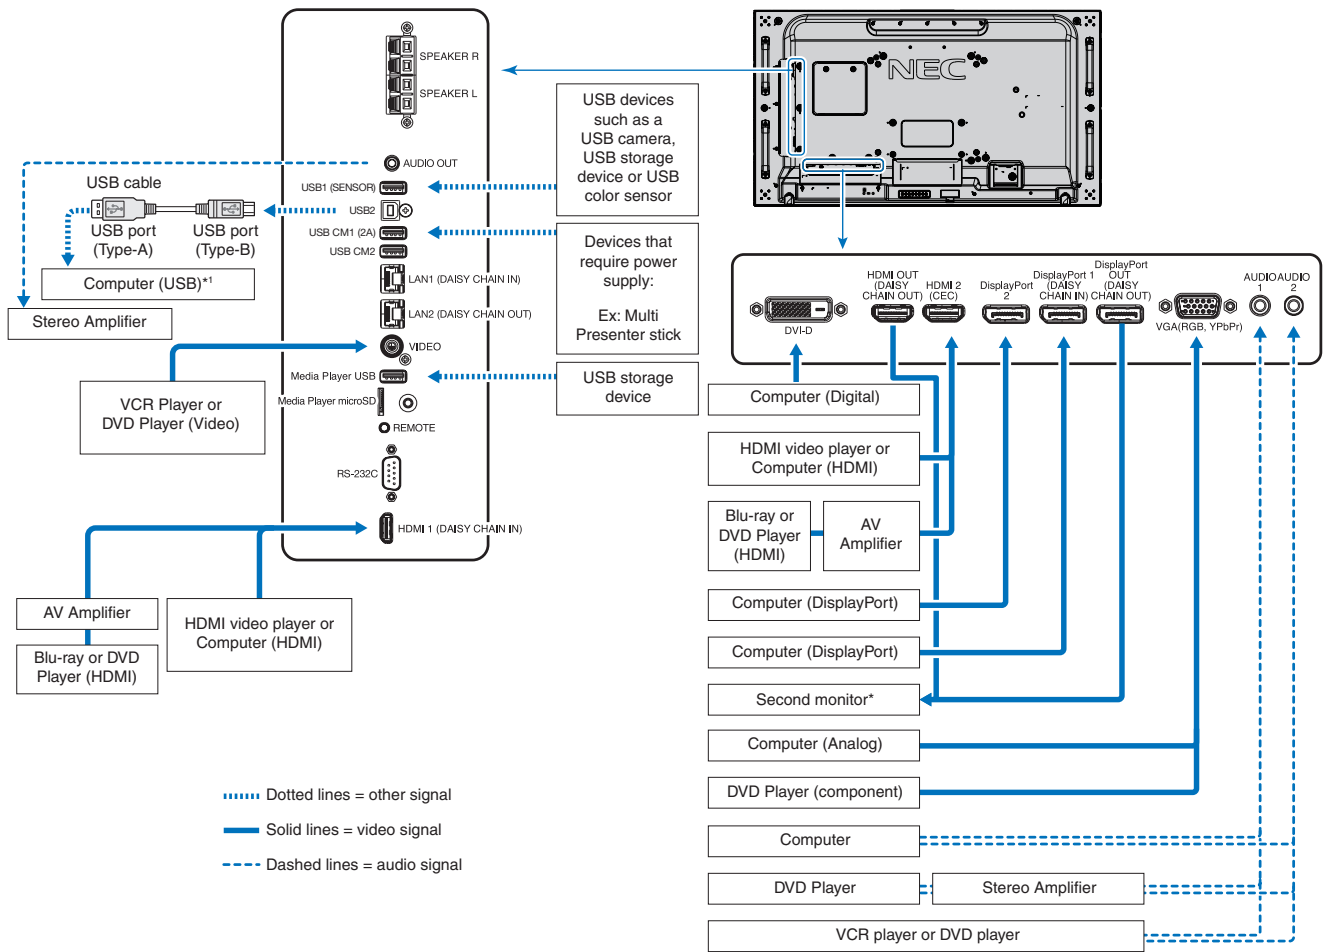 SPEAKER R
SPEAKER L
AUDIO OUT
USB1 (SENSOR)
USB2
USB CM1 (2A)
USB CM2
LAN1 (DAISY CHAIN IN)
LAN2 (DAISY CHAIN OUT)
VIDEO
Media Player USB
Media Player microSD
REMOTE
RS-232C
HDMI 1 (DAISY CHAIN IN)
USB cable
USB port
(Type-A)
USB port
(Type-B)
Computer (USB)*1
Stereo Amplifier
VCR Player or
DVD Player (Video)
AV Amplifier
Blu-ray or DVD
Player (HDMI)
HDMI video player or
Computer (HDMI)
USB devices
such as a
USB camera,
USB storage
device or USB
color sensor
Devices that
require power
supply:
Ex: Multi
Presenter stick
USB storage
device
NEC
DVI-D
HDMI OUT
(DAISY
CHAIN OUT)
HDMI 2
(CEC)
DisplayPort
2
DisplayPort 1
(DAISY
CHAIN IN)
DisplayPort
OUT
(DAISY
CHAIN OUT)
VGA(RGB, YPbPr)
AUDIO
1
AUDIO
2
Computer (Digital)
HDMI video player or
Computer (HDMI)
Blu-ray or
DVD Player
(HDMI)
AV
Amplifier
Computer (DisplayPort)
Computer (DisplayPort)
Second monitor*
Computer (Analog)
DVD Player (component)
Computer
DVD Player
Stereo Amplifier
VCR player or DVD player
Dotted lines = other signal
Solid lines = video signal
Dashed lines = audio signal